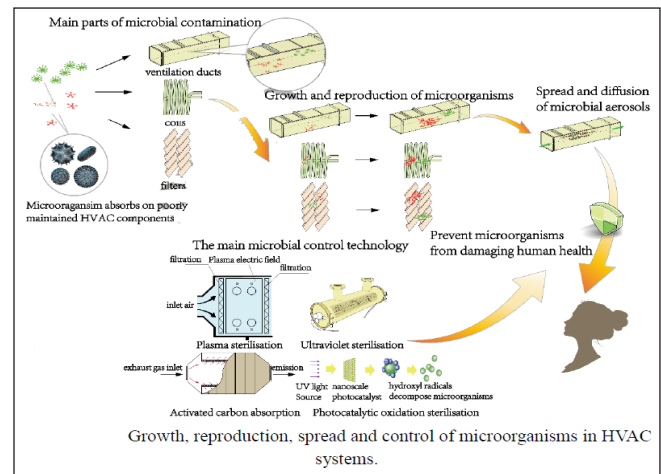 Main parts of microbial contamination
ventilation ducts
coils
filters
Microoragansim absorbs on poorly
maintained HVAC components
Growth and reproduction of microorganisms
Spread and diffusion
of microbial aerosols
Prevent microorganisms
from damaging human health
The main microbial control technology
filtration
Plasma electric field
filtration
inlet air
Plasma sterilisation
Ultraviolet sterilisation
exhaust gas inlet
emission
Activated carbon absorption
UV light
Source
nanoscale
photocatalyst
hydroxyl radicals
decompose microorganisms
Photocatalytic oxidation sterilisation
Growth, reproduction, spread and control of microorganisms in HVAC
systems.